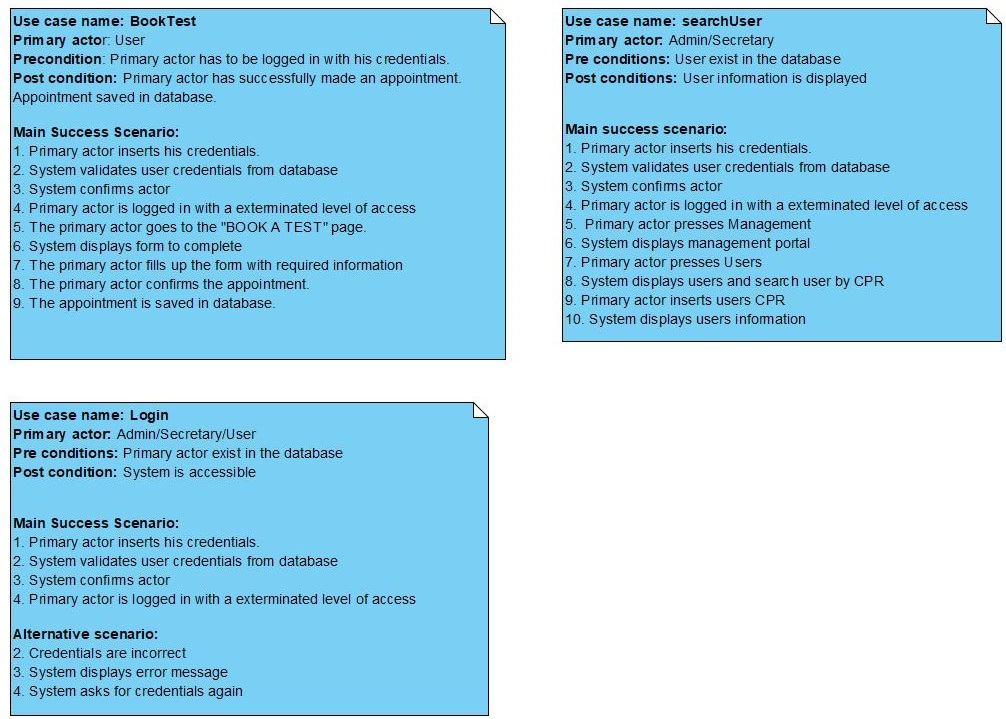 Use case name: BookTest
Primary actor: User
Precondition: Primary actor has to be logged in with his credentials.
Post condition: Primary actor has successfully made an appointment.
Appointment saved in database.
Main Success Scenario:
1. Primary actor inserts his credentials.
2. System validates user credentials from database
3. System confirms actor
4. Primary actor is logged in with a exterminated level of access
5. The primary actor goes to the "BOOK A TEST" page.
6. System displays form to complete
7. The primary actor fills up the form with required information
8. The primary actor confirms the appointment.
9. The appointment is saved in database.
Use case name: searchUser
Primary actor: Admin/Secretary
Pre conditions: User exist in the database
Post conditions: User information is displayed
Main success scenario:
1. Primary actor inserts his credentials.
2. System validates user credentials from database
3. System confirms actor
4. Primary actor is logged in with a exterminated level of access
5. Primary actor presses Management
6. System displays management portal
7. Primary actor presses Users
8. System displays users and search user by CPR
9. Primary actor inserts users CPR
10. System displays users information
Use case name: Login
Primary actor: Admin/Secretary/User
Pre conditions: Primary actor exist in the database
Post condition: System is accessible
Main Success Scenario:
1. Primary actor inserts his credentials.
2. System validates user credentials from database
3. System confirms actor
4. Primary actor is logged in with a exterminated level of access
Alternative scenario:
2. Credentials are incorrect
3. System displays error message
4. System asks for credentials again